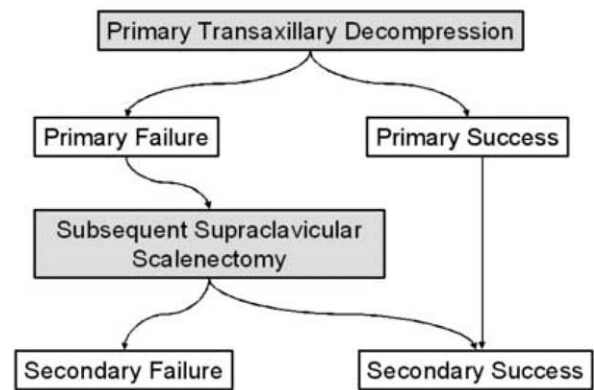 Primary Transaxillary Decompression
Primary Failure
Primary Success
Subsequent Supraclavicular
Scalenectomy
Secondary Failure
Secondary Success